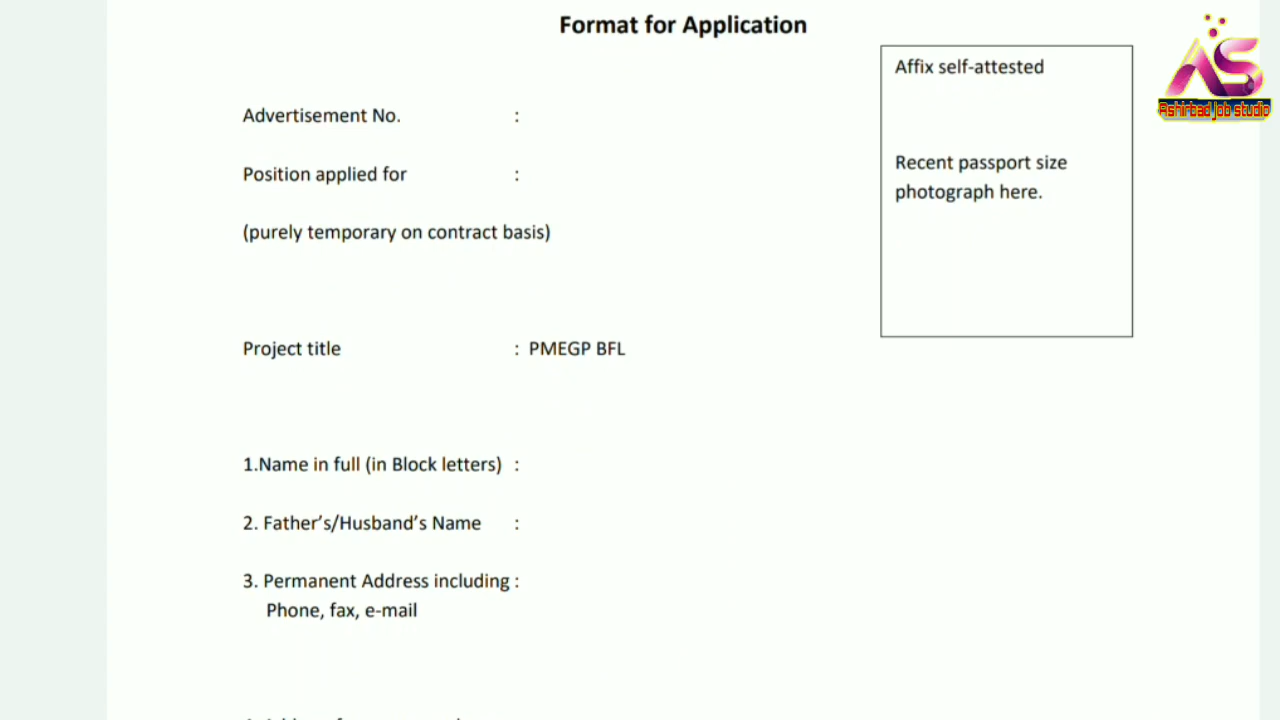 Format for Application
Affix self-attested
AS
Ashirbad job studio
Advertisement No. :
Recent passport size
photograph here.
Position applied for :
(purely temporary on contract basis)
Project title : PMEGP BFL
1.Name in full (in Block letters) :
2. Father’s/Husband’s Name :
3. Permanent Address including :
Phone, fax, e-mail